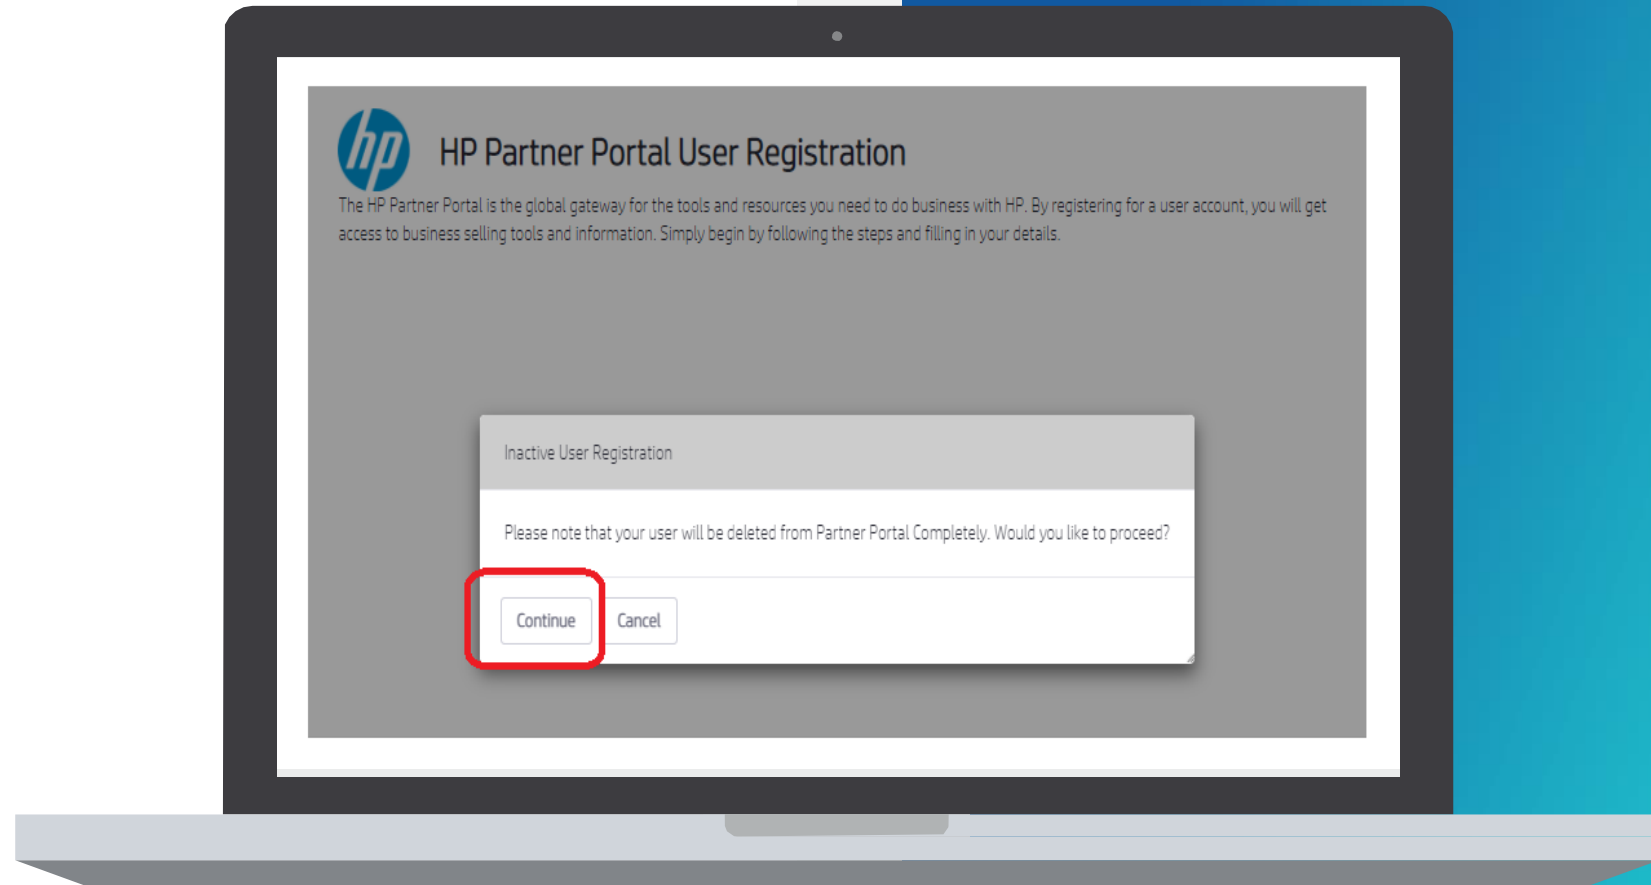 hp
HP Partner Portal User Registration
The HP Partner Portal is the global gateway for the tools and resources you need to do business with HP. By registering for a user account, you will get
access to business selling tools and information. Simply begin by following the steps and filling in your details.
Inactive User Registration
Please note that your user will be deleted from Partner Portal Completely. Would you like to proceed?
Continue Cancel